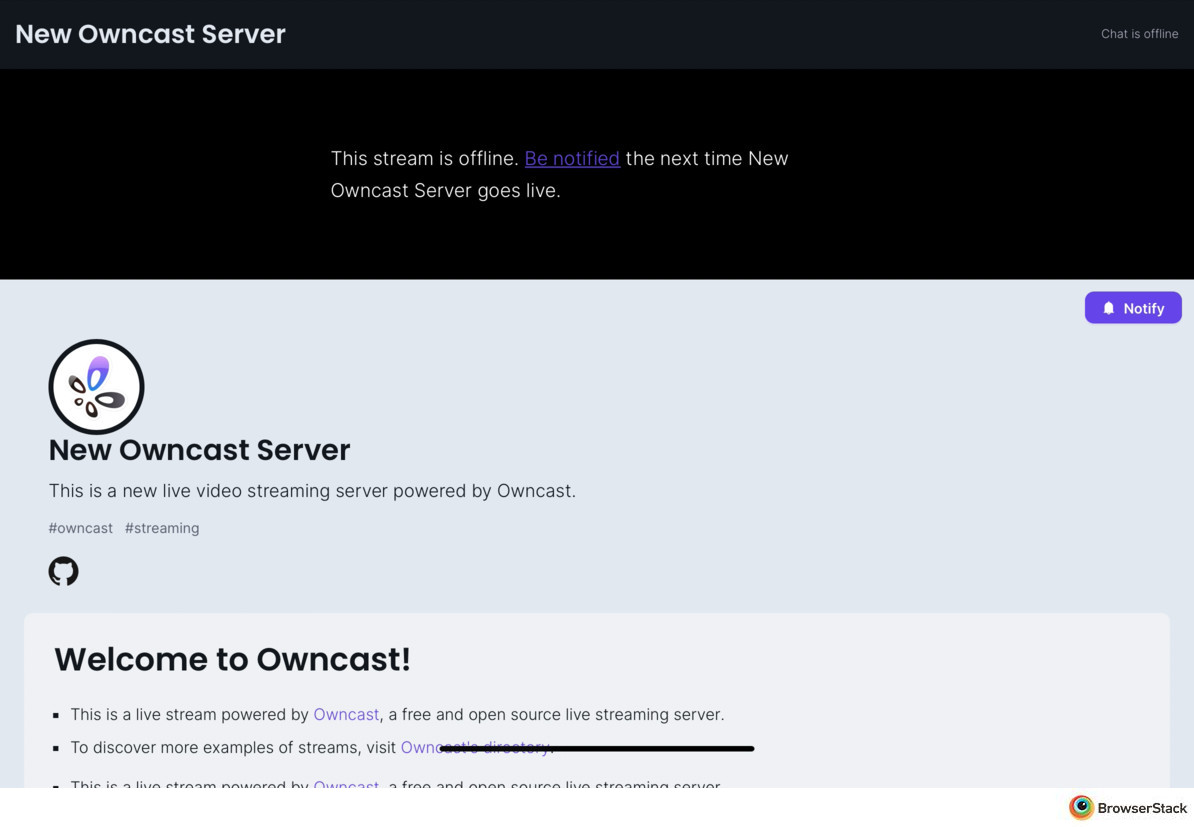 New Owncast Server
Chat is offline
This stream is offline. Be notified the next time New
Owncast Server goes live.
Notify
New Owncast Server
This is a new live video streaming server powered by Owncast.
#owncast #streaming
Welcome to Owncast!
This is a live stream powered by Owncast, a free and open source live streaming server.
To discover more examples of streams, visit Owncast's directory.
This is a live stream powered by Owncast, a free and open source live streaming server.
BrowserStack